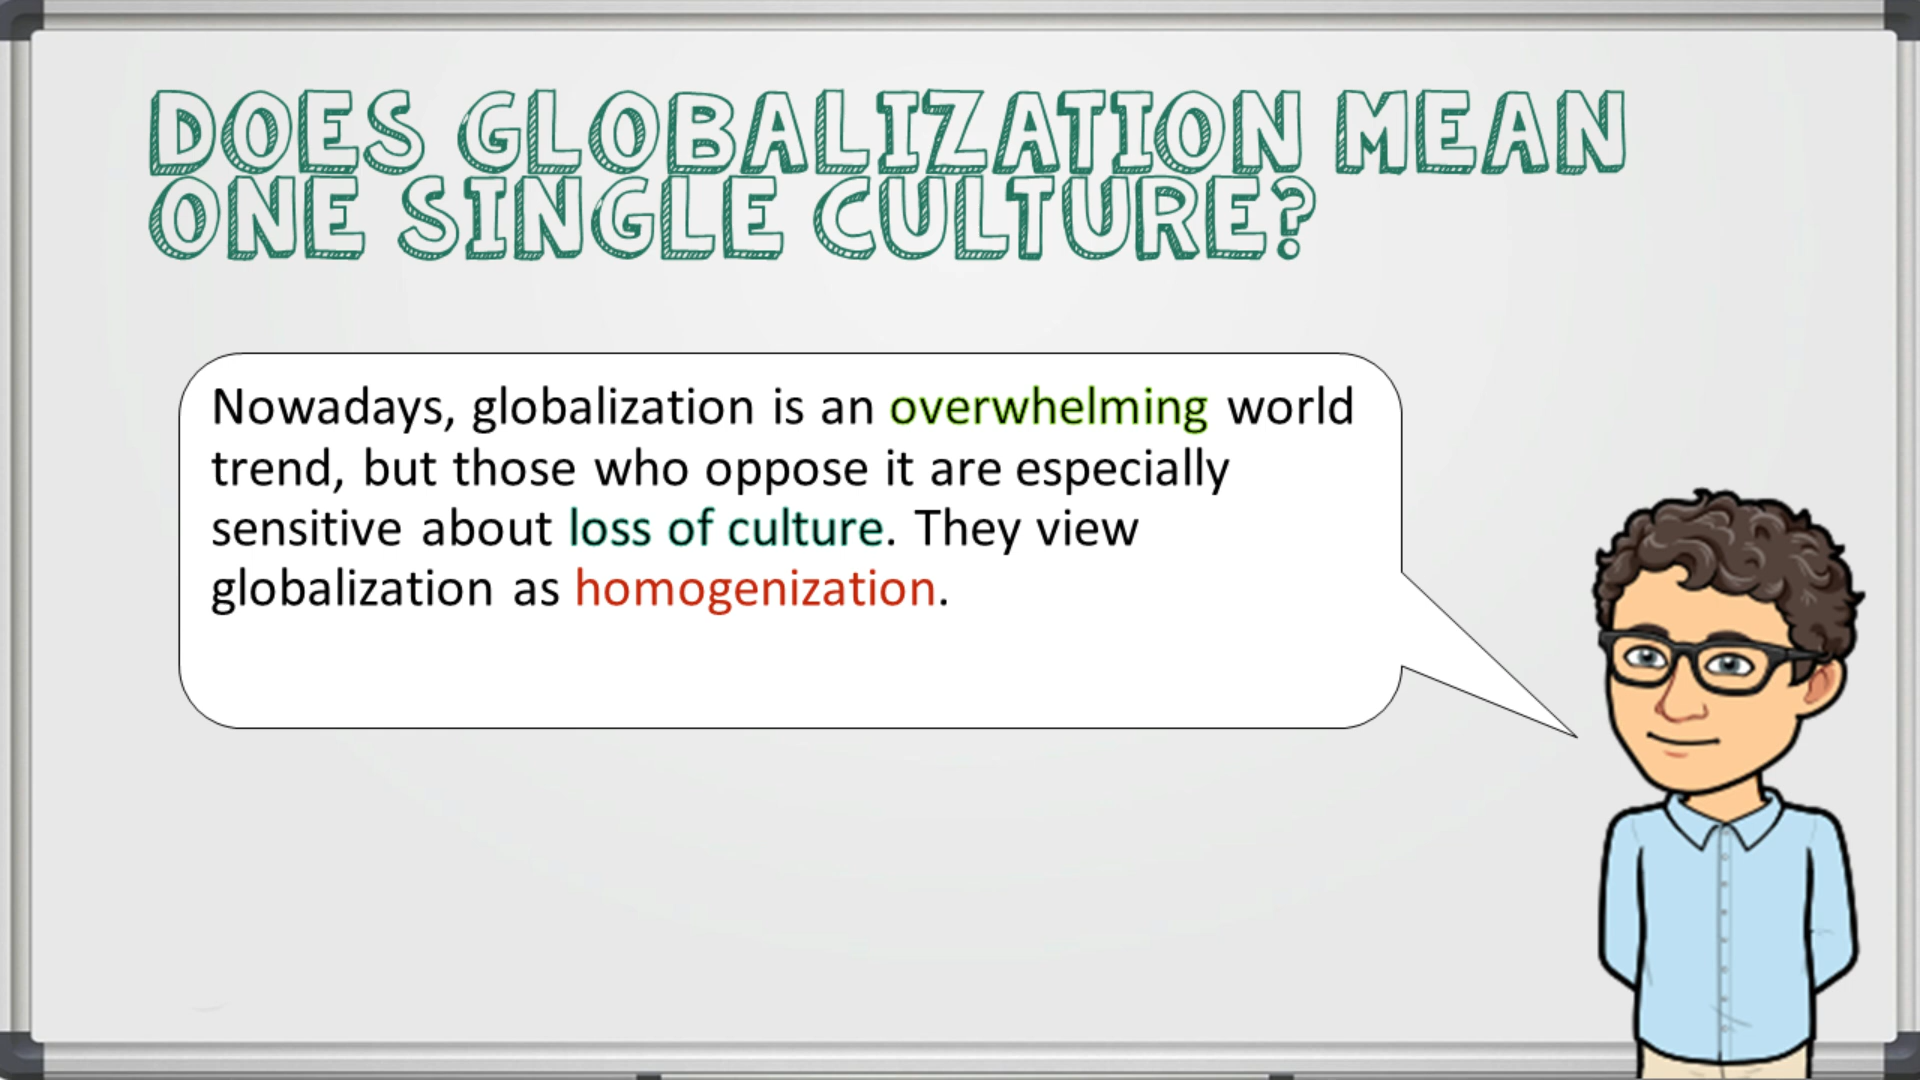 DOES GLOBALIZATION MEAN
ONE SINGLE CULTURE?
Nowadays, globalization is an overwhelming world
trend, but those who oppose it are especially
sensitive about loss of culture. They view
globalization as homogenization.